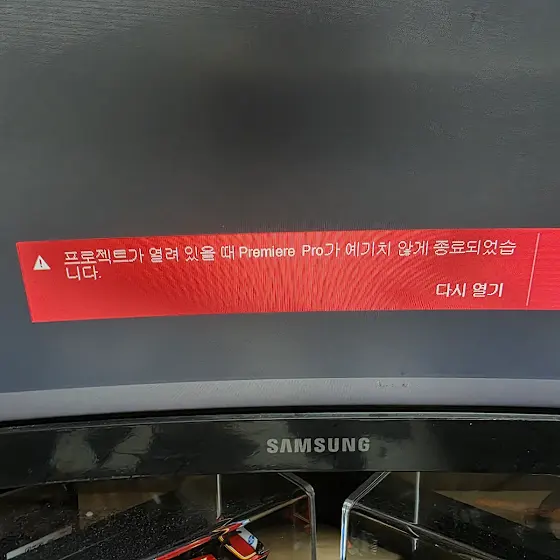 프로젝트가 열려 있을 때 Premiere Pro가 예기치 않게 종료되었습
니다.
다시 열기
SAMSUNG